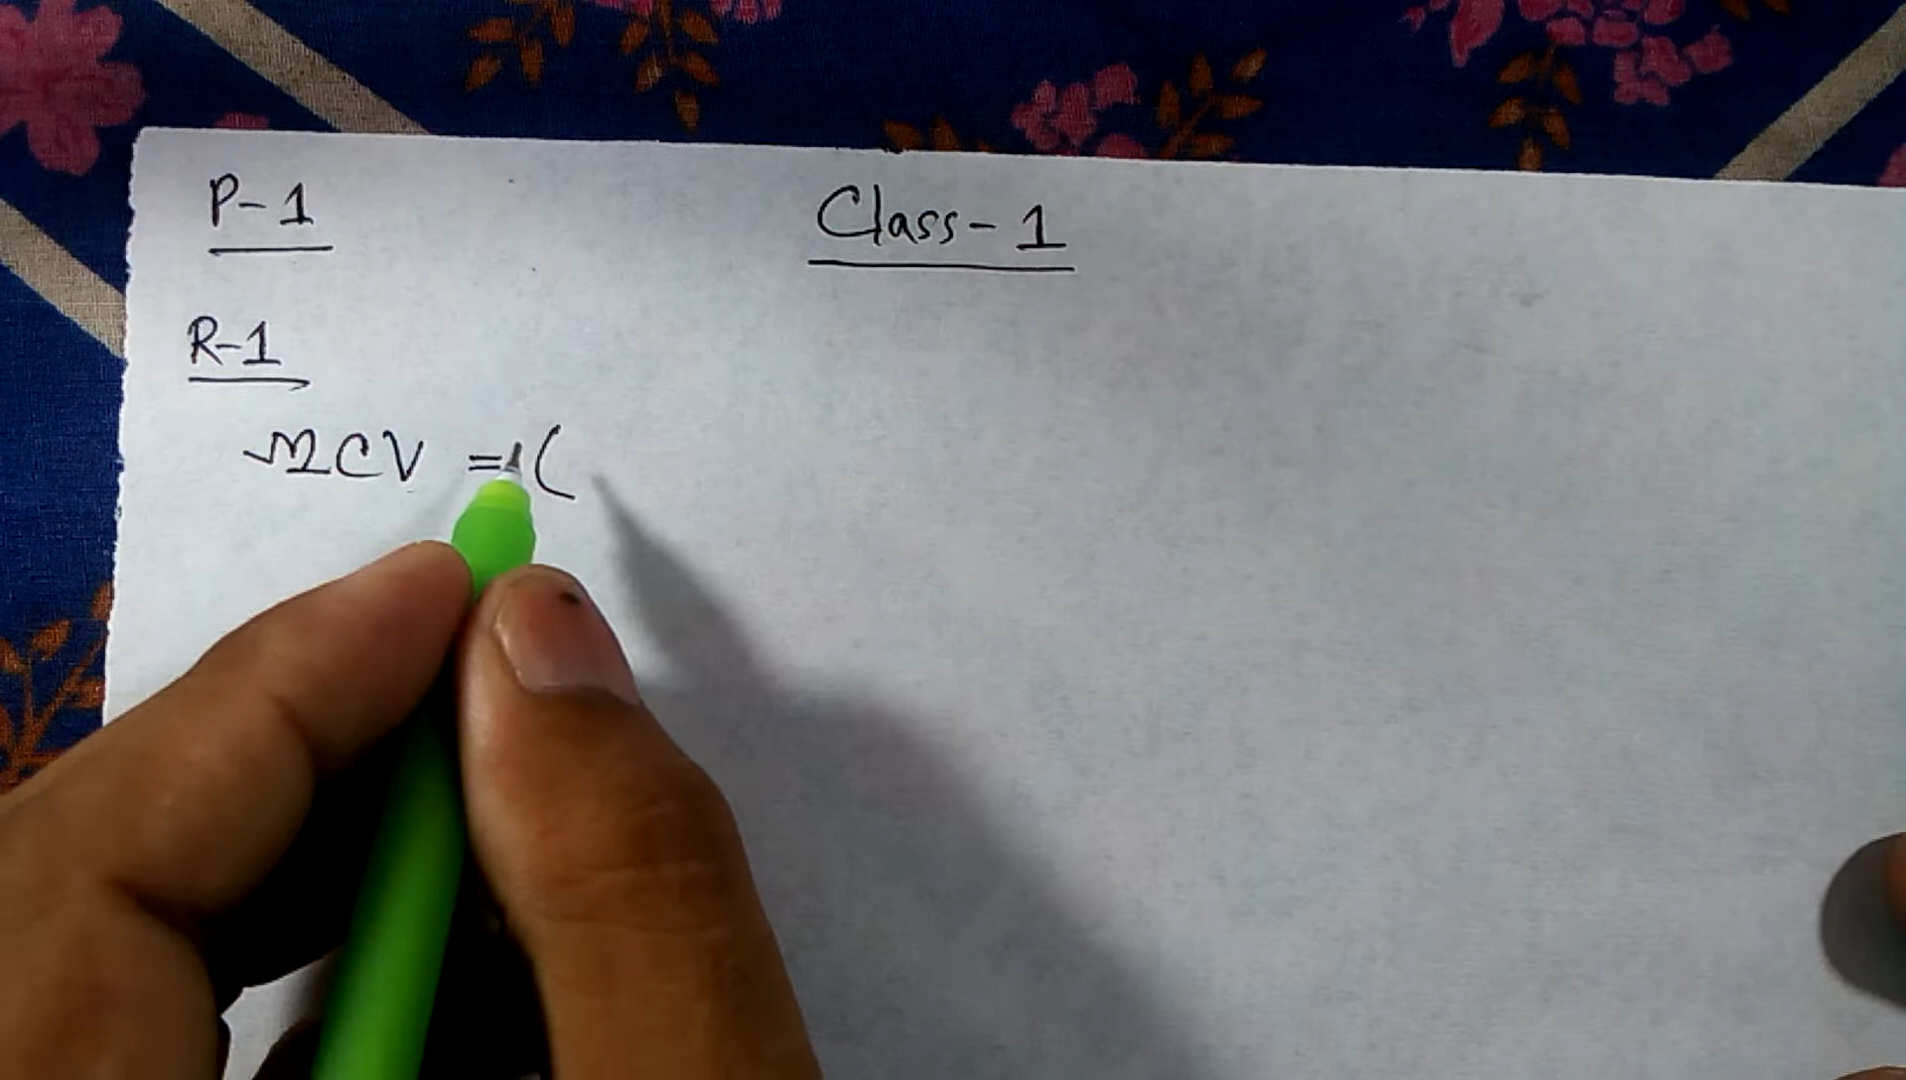 P-1
Class-1
R-1
MCV = (